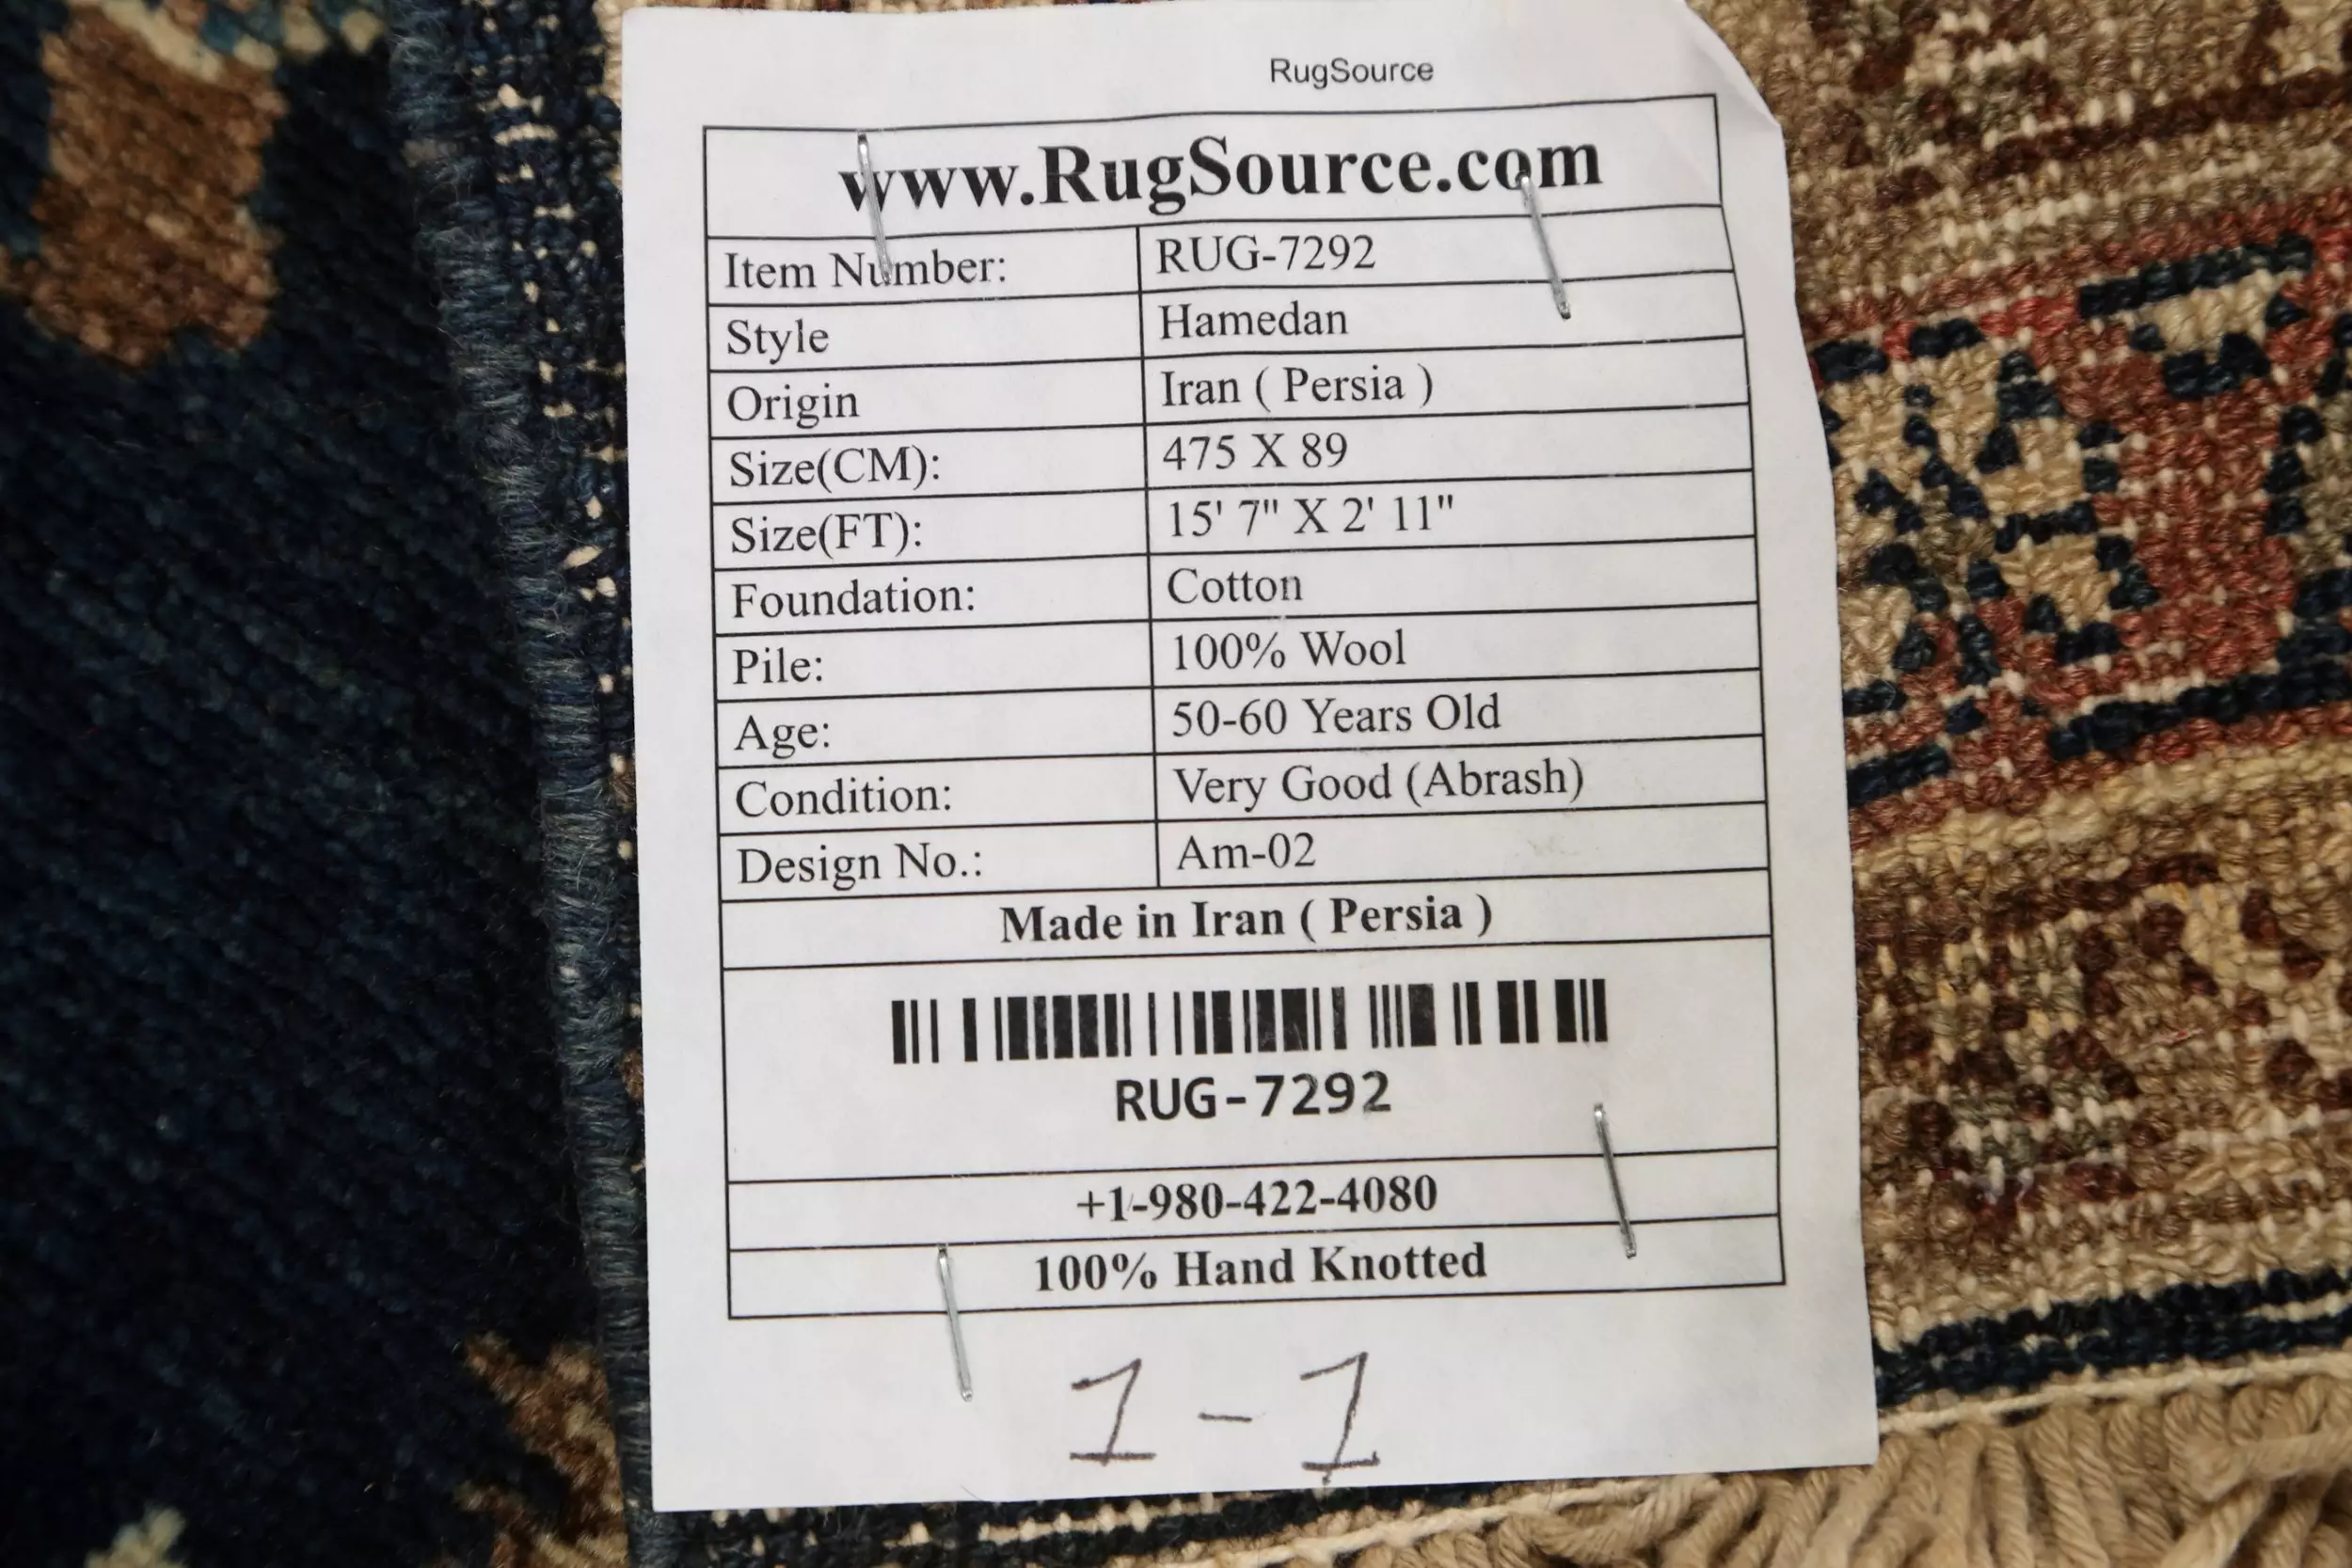 RugSource
www.RugSource.com
Item Number: RUG-7292
Style Hamedan
Origin Iran ( Persia )
Size(CM): 475 X 89
Size(FT): 15' 7" X 2' 11"
Foundation: Cotton
Pile: 100% Wool
Age: 50-60 Years Old
Condition: Very Good (Abrash)
Design No.: Am-02
Made in Iran ( Persia )
RUG-7292
+1-980-422-4080
100% Hand Knotted
1-1